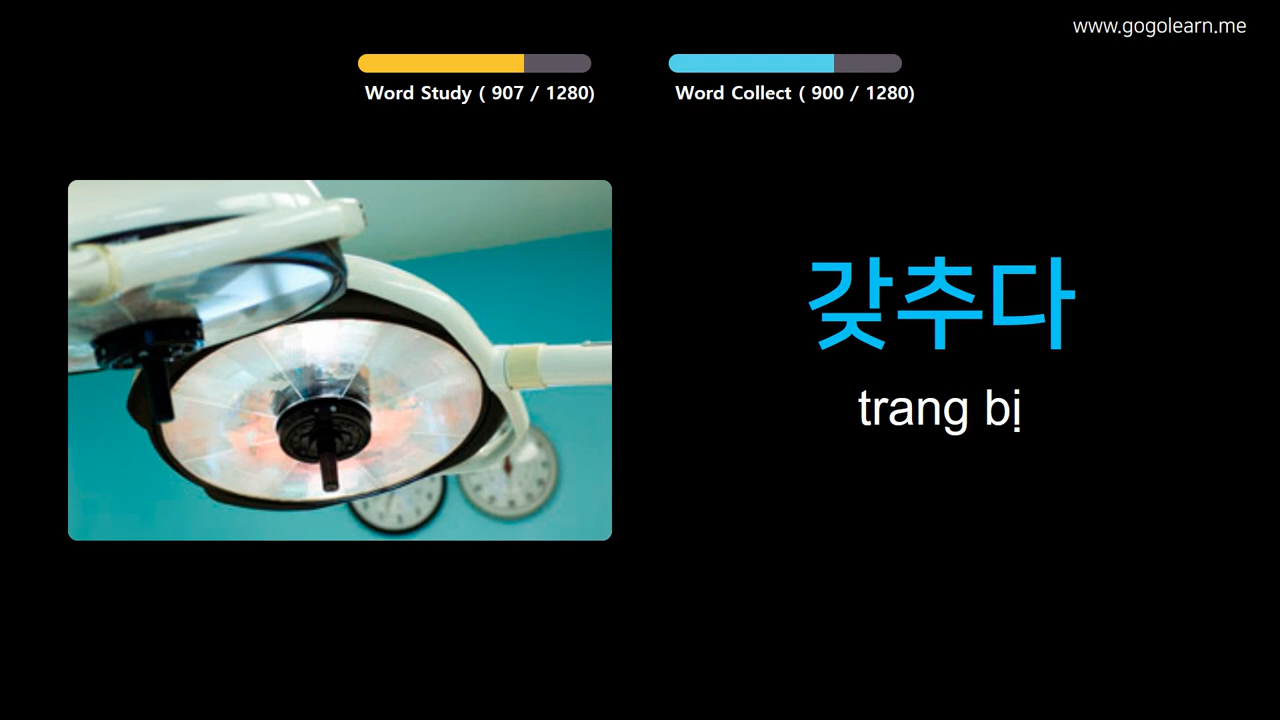 www.gogolearn.me
Word Study ( 907 / 1280)
Word Collect ( 900 / 1280)
갖추다
trang bị